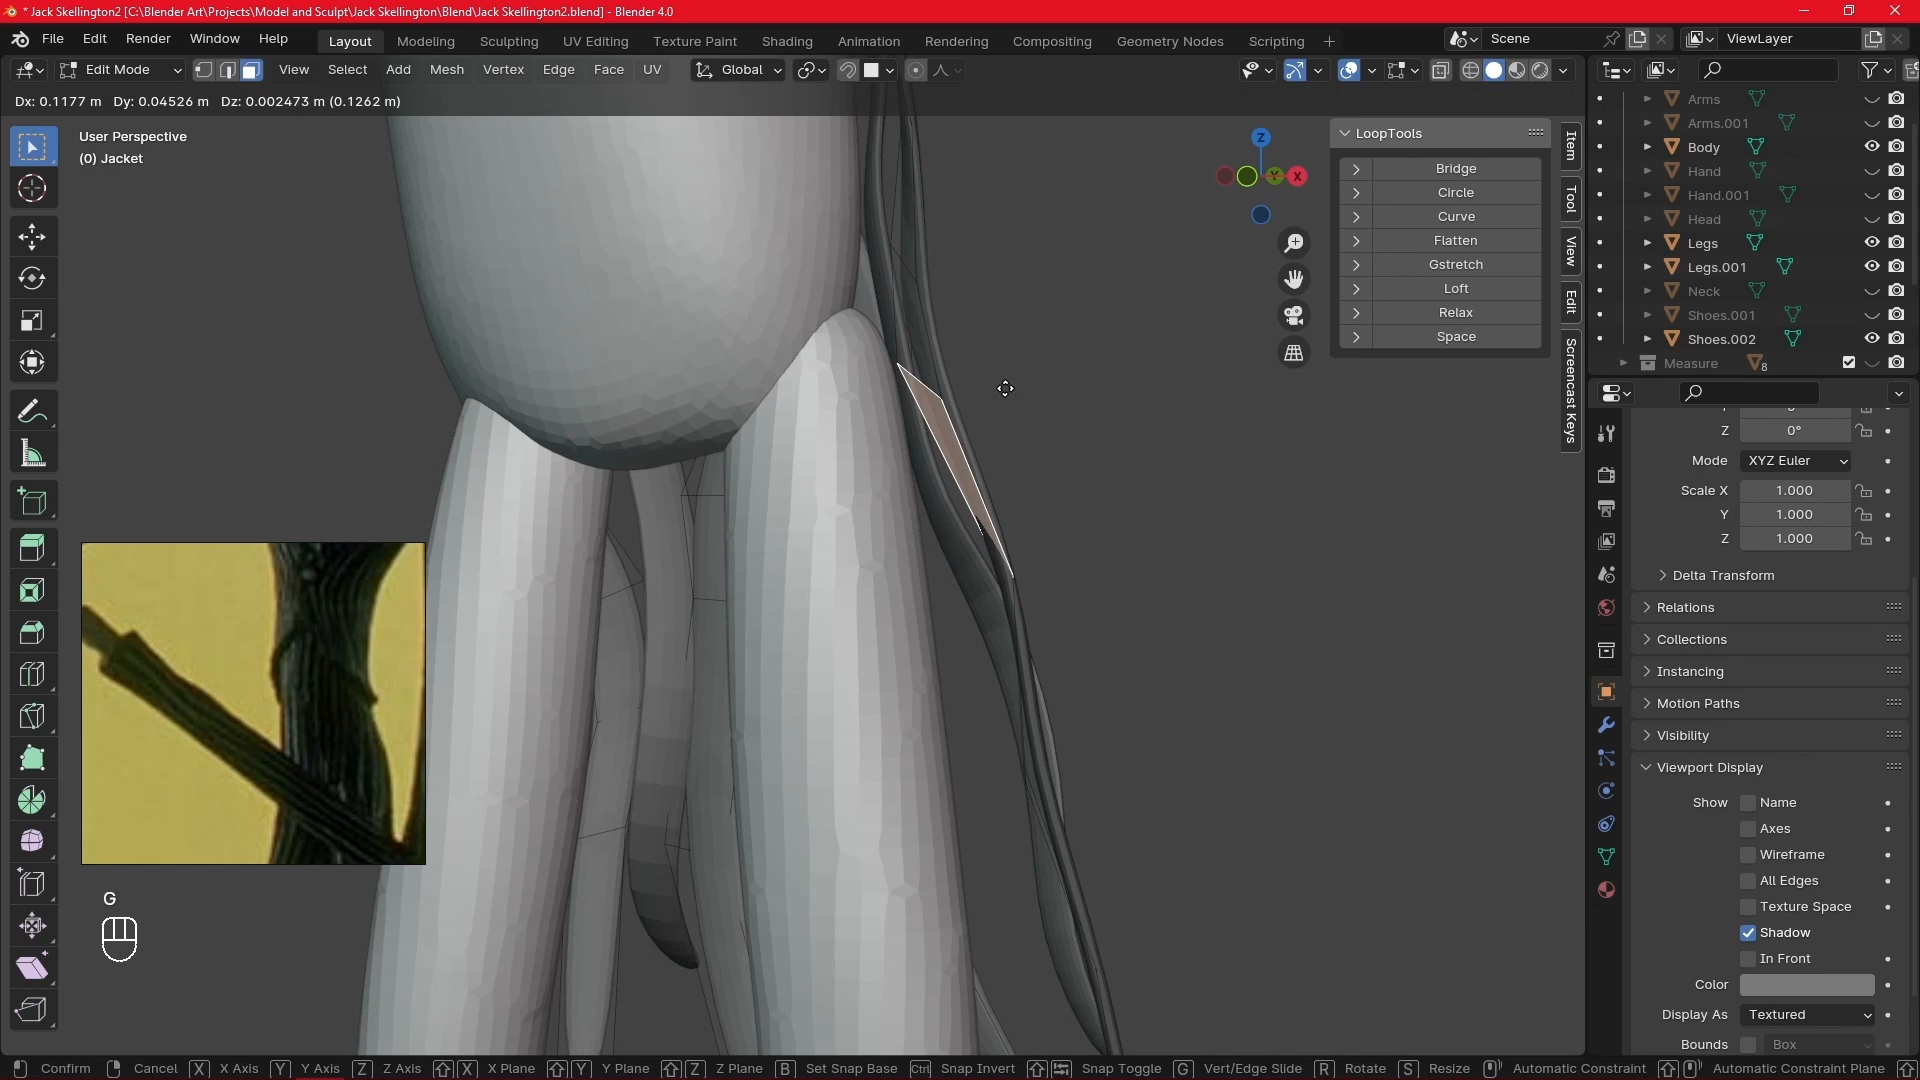 * Jack Skellington2 [C:\Blender Art\Projects\Model and Sculpt\Jack Skellington\Blend\Jack Skellington2.blend] - Blender 4.0
File Edit Render Window Help Layout Modeling Sculpting UV Editing Texture Paint Shading Animation Rendering Compositing Geometry Nodes Scripting + Scene ViewLayer
Edit Mode View Select Add Mesh Vertex Edge Face UV Global
Dx: 0.1177 m Dy: 0.04526 m Dz: 0.002473 m (0.1262 m)
User Perspective
(0) Jacket
Z
Y
X
LoopTools
Bridge
Circle
Curve
Flatten
Gstretch
Loft
Relax
Space
Item
Tool
View
Edit
Screencast Keys
Arms
Arms.001
Body
Hand
Hand.001
Head
Legs
Legs.001
Neck
Shoes.001
Shoes.002
Measure 8
Z 0°
Mode XYZ Euler
Scale X 1.000
Y 1.000
Z 1.000
Delta Transform
Relations
Collections
Instancing
Motion Paths
Visibility
Viewport Display
Show Name
Axes
Wireframe
All Edges
Texture Space
Shadow
In Front
Color
Display As Textured
Bounds Box
G
Confirm Cancel X X Axis Y Y Axis Z Z Axis X X Plane Y Y Plane Z Z Plane B Set Snap Base Ctrl Snap Invert Snap Toggle G Vert/Edge Slide R Rotate S Resize Automatic Constraint Automatic Constraint Plane